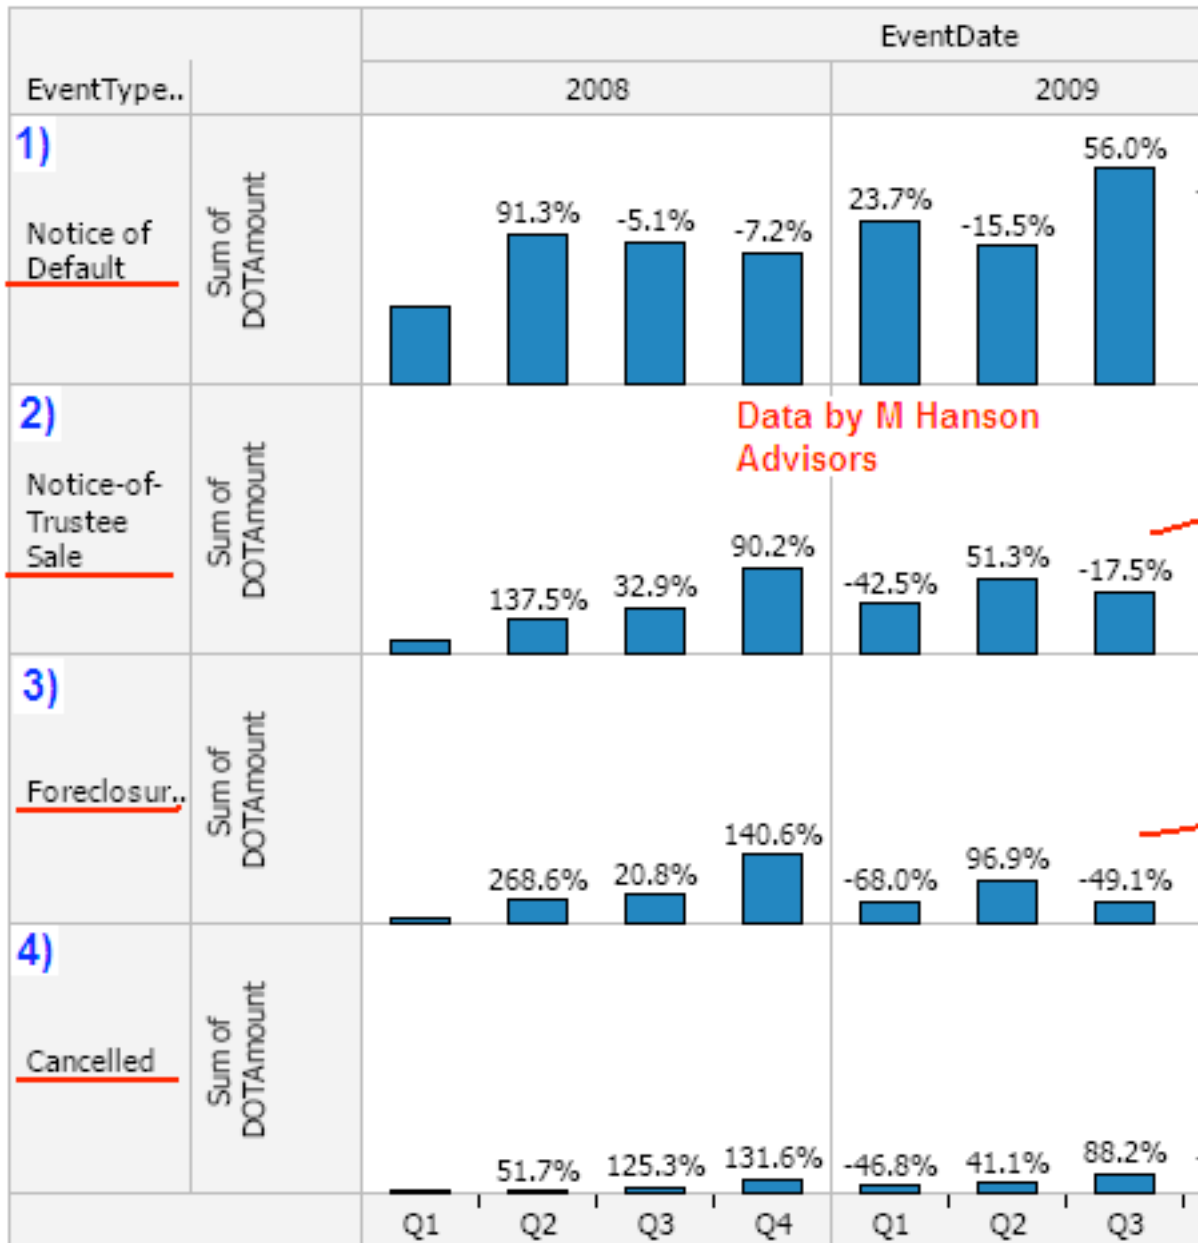 EventDate
EventType..
2008
2009
1)
Notice of
Default
Sum of
DOTAmount
91.3%
-5.1%
-7.2%
23.7%
-15.5%
56.0%
2)
Notice-of-
Trustee
Sale
Sum of
DOTAmount
Data by M Hanson
Advisors
137.5%
32.9%
90.2%
-42.5%
51.3%
-17.5%
3)
Foreclosur..
Sum of
DOTAmount
268.6%
20.8%
140.6%
-68.0%
96.9%
-49.1%
4)
Cancelled
Sum of
DOTAmount
51.7%
125.3%
131.6%
-46.8%
41.1%
88.2%
Q1
Q2
Q3
Q4
Q1
Q2
Q3